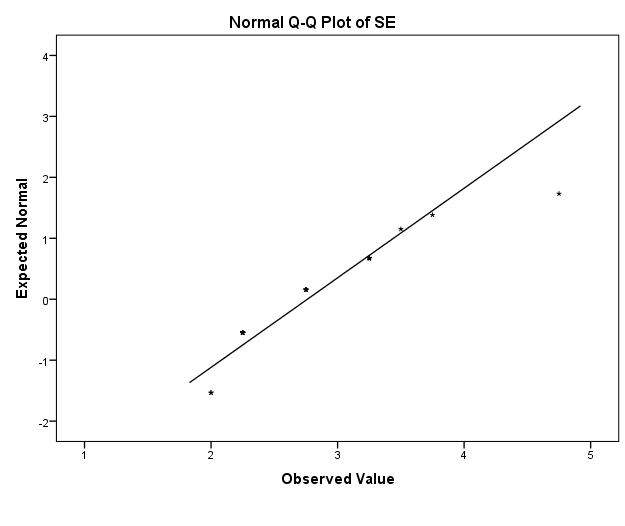 Normal Q-Q Plot of SE
4
3
2
1
0
-1
-2
Expected Normal
1 2 3 4 5
Observed Value